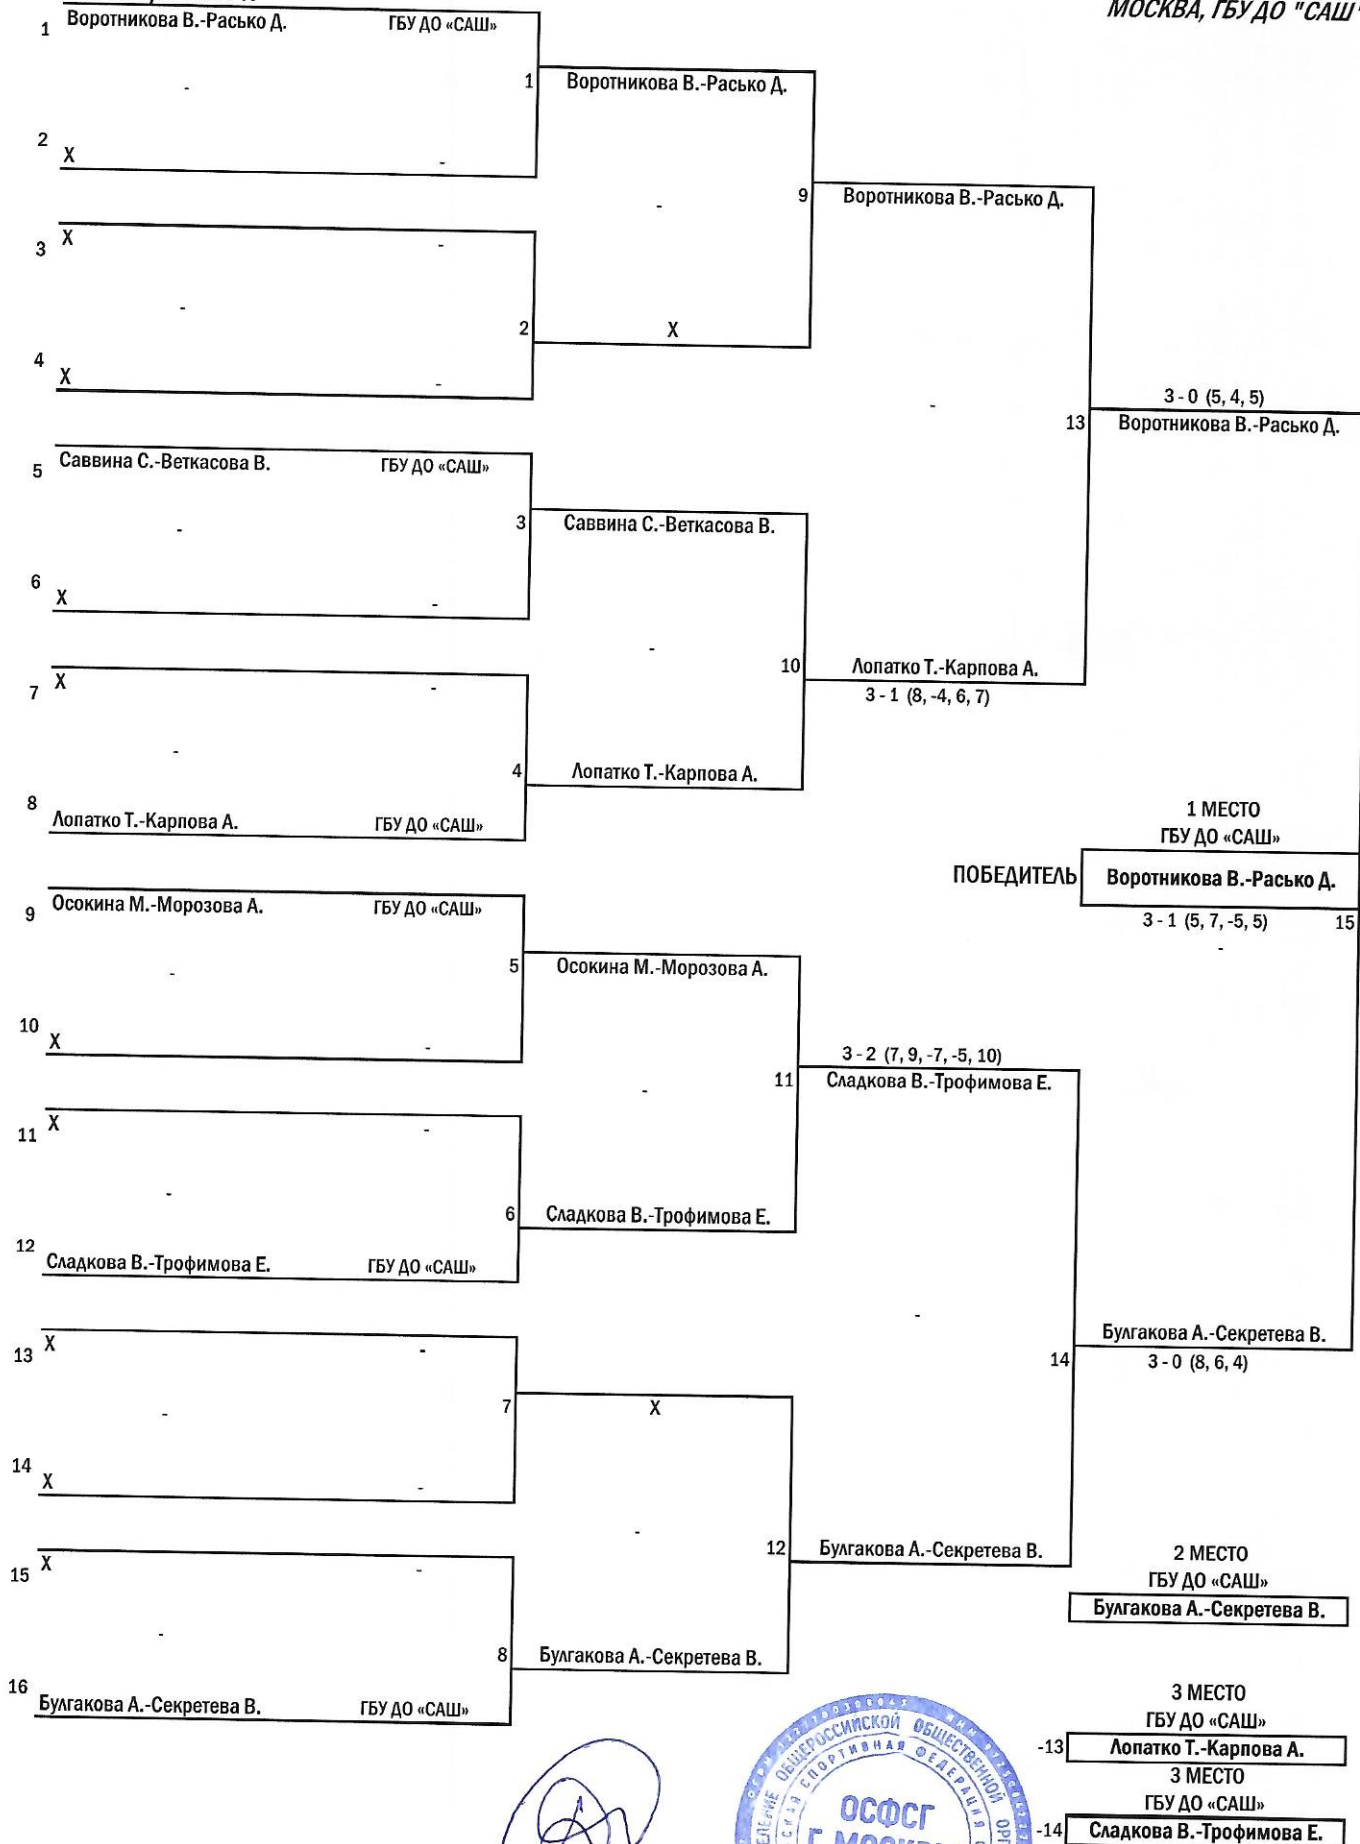 МОСКВА, ГБУ ДО "САШ"
1 Воротникова В.-Расько Д. ГБУ ДО «САШ»
1 Воротникова В.-Расько Д.
-
2 X -
9 Воротникова В.-Расько Д.
-
3 X -
-
2 X
4 X -
3 - 0 (5, 4, 5)
13 Воротникова В.-Расько Д.
-
5 Саввина С.-Веткасова В. ГБУ ДО «САШ»
3 Саввина С.-Веткасова В.
-
6 X -
-
10 Лопатко Т.-Карпова А.
3 - 1 (8, -4, 6, 7)
7 X -
-
4 Лопатко Т.-Карпова А.
8 Лопатко Т.-Карпова А. ГБУ ДО «САШ»
1 МЕСТО
ГБУ ДО «САШ»
ПОБЕДИТЕЛЬ Воротникова В.-Расько Д.
3 - 1 (5, 7, -5, 5) 15
-
9 Осокина М.-Морозова А. ГБУ ДО «САШ»
5 Осокина М.-Морозова А.
-
10 X -
3 - 2 (7, 9, -7, -5, 10)
11 Сладкова В.-Трофимова Е.
-
11 X -
-
6 Сладкова В.-Трофимова Е.
12 Сладкова В.-Трофимова Е. ГБУ ДО «САШ»
-
14 Булгакова А.-Секретева В.
3 - 0 (8, 6, 4)
13 X -
7 X
-
14 X -
-
12 Булгакова А.-Секретева В.
15 X -
-
8 Булгакова А.-Секретева В.
16 Булгакова А.-Секретева В. ГБУ ДО «САШ»
2 МЕСТО
ГБУ ДО «САШ»
Булгакова А.-Секретева В.
3 МЕСТО
ГБУ ДО «САШ»
-13 Лопатко Т.-Карпова А.
3 МЕСТО
ГБУ ДО «САШ»
-14 Сладкова В.-Трофимова Е.
ОБЩЕРОССИЙСКОЙ ОБЩЕСТВЕННОЙ
СПОРТИВНАЯ ФЕДЕРАЦИЯ
ОСФСГ